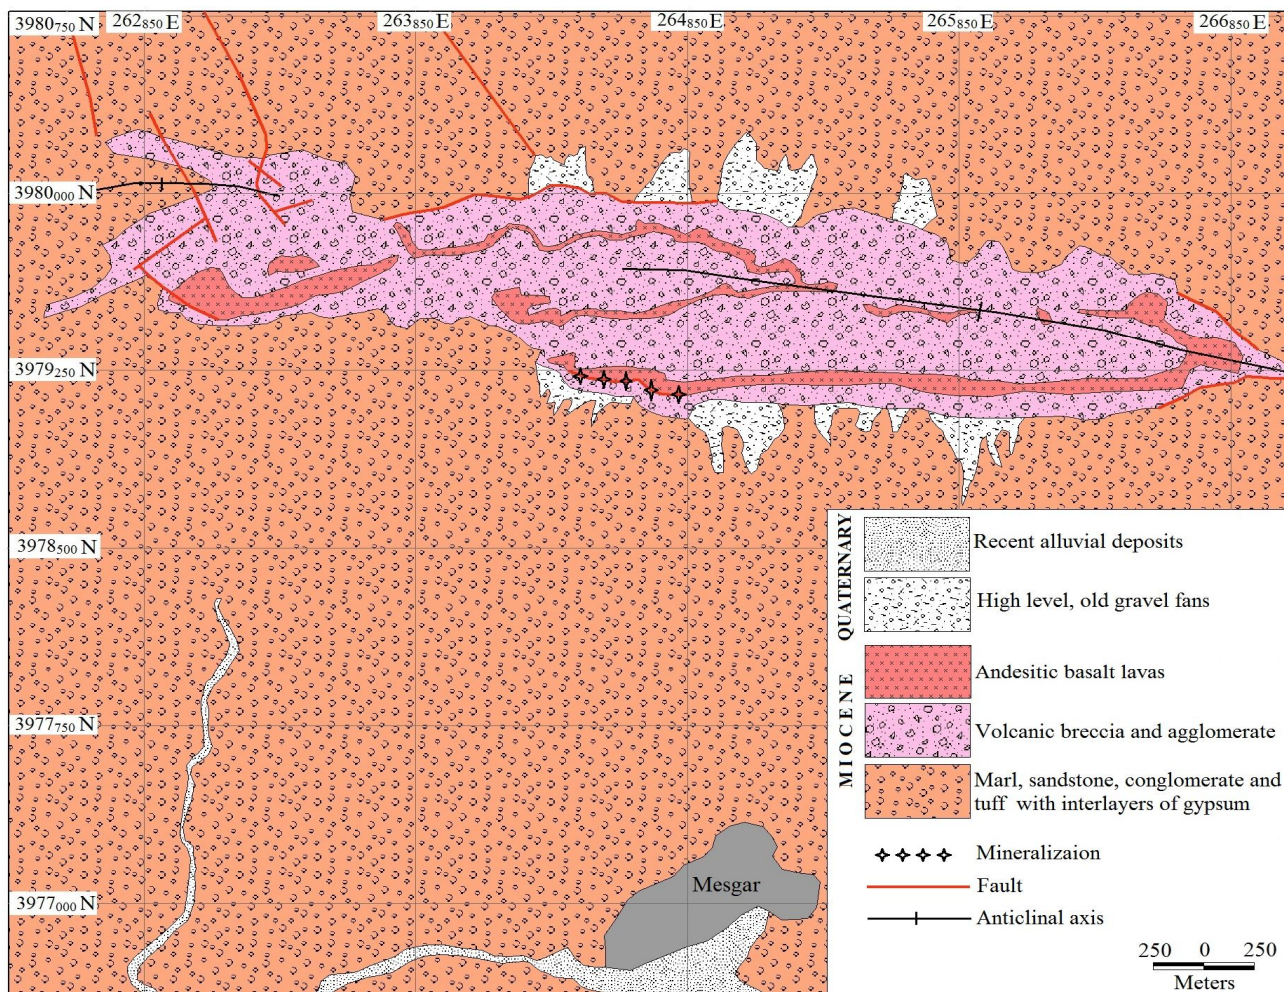 3980750 N
262850 E
263850 E
264850 E
265850 E
266850 E
3980000 N
3979250 N
3978500 N
3977750 N
3977000 N
Mesgar
QUATERNARY
Recent alluvial deposits
High level, old gravel fans
MIOCENE
Andesitic basalt lavas
Volcanic breccia and agglomerate
Marl, sandstone, conglomerate and
tuff with interlayers of gypsum
Mineralizaion
Fault
Anticlinal axis
250 0 250
Meters